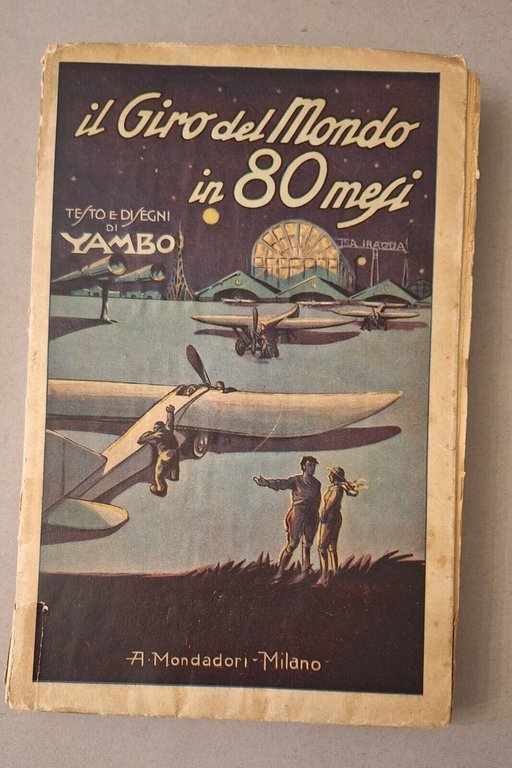 il Giro del Mondo
in 80 mesi
TESTO E DISEGNI
DI
YAMBO
A. Mondadori - Milano